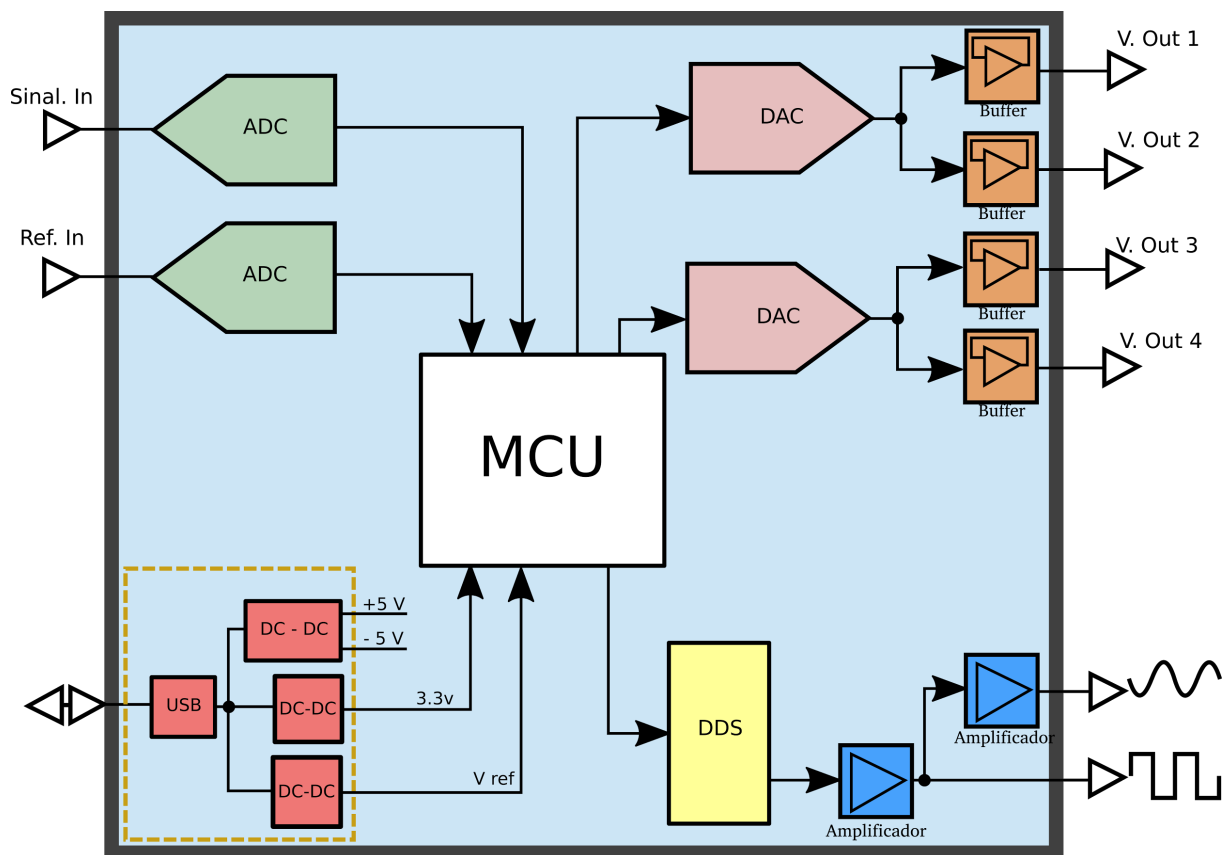 V. Out 1
Sinal. In
ADC
DAC
Buffer
V. Out 2
Buffer
Ref. In
ADC
DAC
V. Out 3
Buffer
V. Out 4
Buffer
MCU
+5 V
DC - DC
- 5 V
USB
DC-DC
3.3v
DC-DC
V ref
DDS
Amplificador
Amplificador